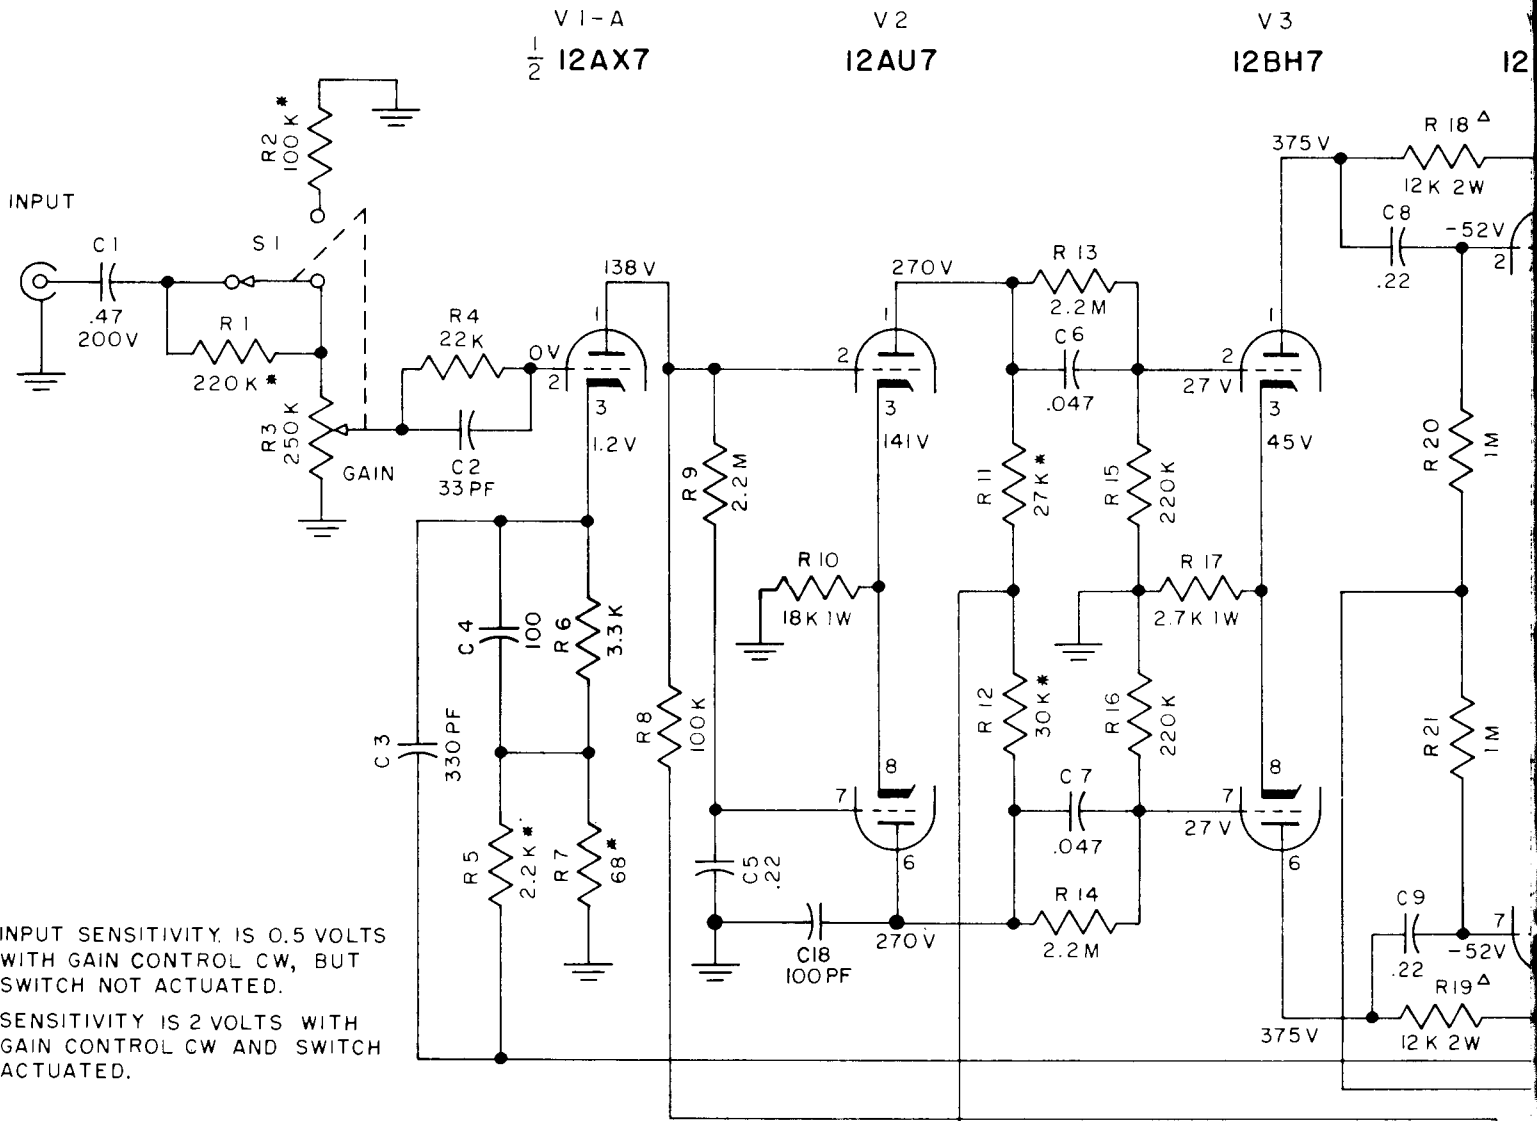 V 1-A
V 2
V 3
1/2 12AX7
12AU7
12BH7
12
R2
100K*
INPUT
C1
.47
200V
S1
R1
220K*
R3
250K
GAIN
R4
22K
C2
33PF
0V
2
1
138V
3
1.2V
C4
100
R6
3.3K
C3
330PF
R5
2.2K*
R7
68*
R8
100K
R9
2.2M
R10
18K 1W
C5
.22
C18
100PF
270V
1
2
3
141V
8
7
6
270V
R13
2.2M
C6
.047
R11
27K*
R15
220K
R12
30K*
R16
220K
C7
.047
R14
2.2M
R17
2.7K 1W
375V
1
2
27V
3
45V
8
7
27V
6
375V
R18 Δ
12K 2W
C8
.22
-52V
2
R20
1M
R21
1M
C9
.22
7
-52V
R19 Δ
12K 2W
INPUT SENSITIVITY IS 0.5 VOLTS
WITH GAIN CONTROL CW, BUT
SWITCH NOT ACTUATED.
SENSITIVITY IS 2 VOLTS WITH
GAIN CONTROL CW AND SWITCH
ACTUATED.